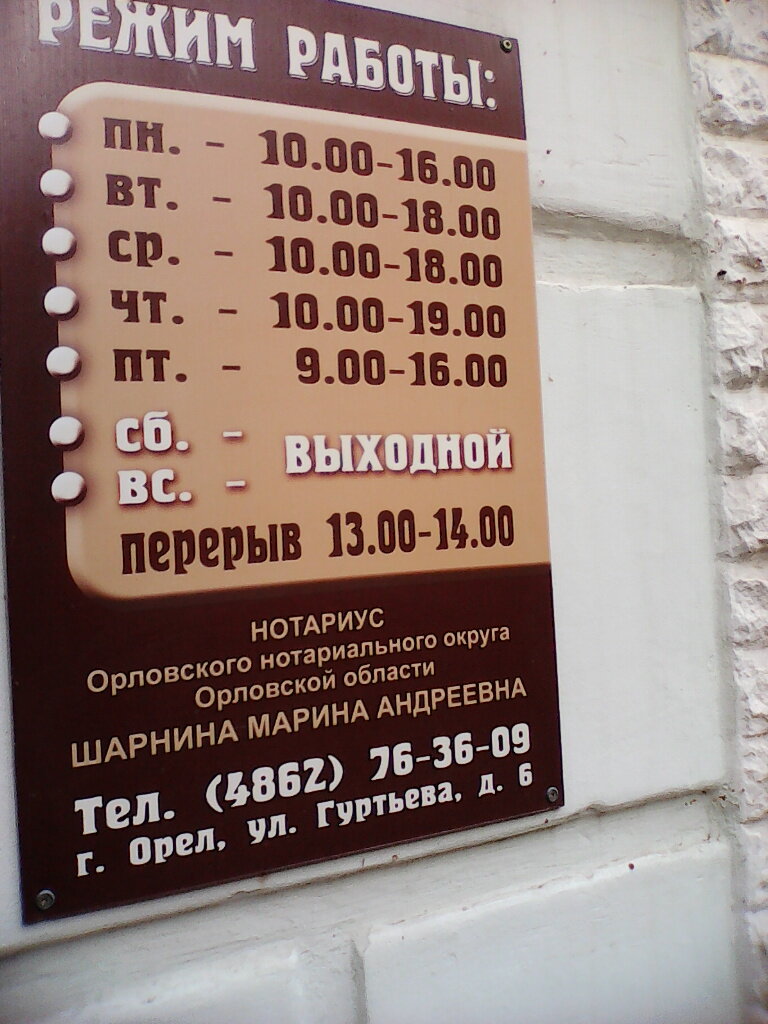 РЕЖИМ РАБОТЫ:
пн. - 10.00-16.00
вт. - 10.00-18.00
ср. - 10.00-18.00
чт. - 10.00-19.00
пт. - 9.00-16.00
сб. -
выходной
вс. -
перерыв 13.00-14.00
НОТАРИУС
Орловского нотариального округа
Орловской области
ШАРНИНА МАРИНА АНДРЕЕВНА
Тел. (4862) 76-36-09
г. Орел, ул. Гуртьева, д. 6